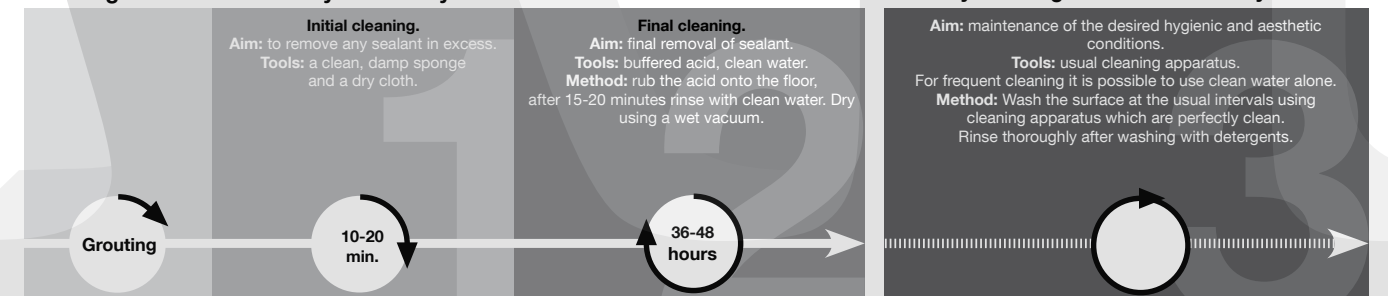 Initial cleaning.
Aim: to remove any sealant in excess.
Tools: a clean, damp sponge
and a dry cloth.
1
Final cleaning.
Aim: final removal of sealant.
Tools: buffered acid, clean water.
Method: rub the acid onto the floor,
after 15-20 minutes rinse with clean water. Dry
using a wet vacuum.
2
Aim: maintenance of the desired hygienic and aesthetic
conditions.
Tools: usual cleaning apparatus.
For frequent cleaning it is possible to use clean water alone.
Method: Wash the surface at the usual intervals using
cleaning apparatus which are perfectly clean.
Rinse thoroughly after washing with detergents.
3
Grouting
10-20
min.
36-48
hours